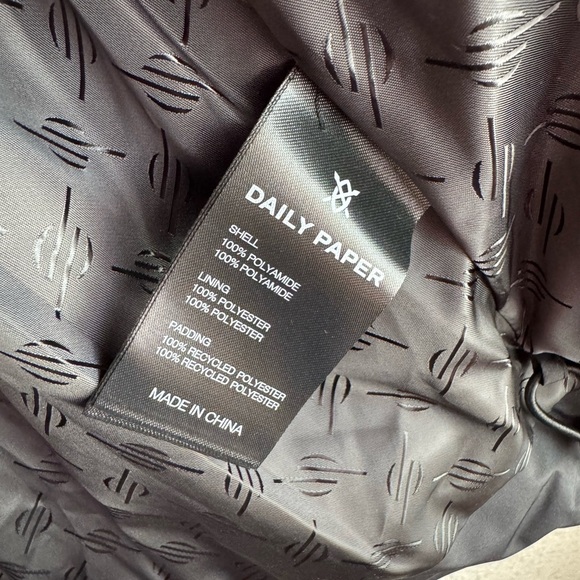 DAILY PAPER
SHELL
100% POLYAMIDE
100% POLYAMIDE
LINING
100% POLYESTER
100% POLYESTER
PADDING
100% RECYCLED POLYESTER
100% RECYCLED POLYESTER
MADE IN CHINA